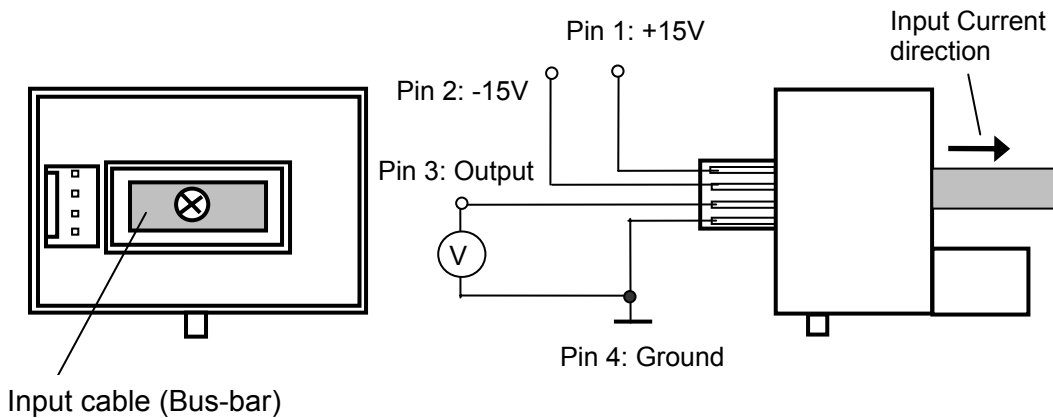 Input Current
direction
Pin 1: +15V
Pin 2: -15V
Pin 3: Output
V
Pin 4: Ground
Input cable (Bus-bar)